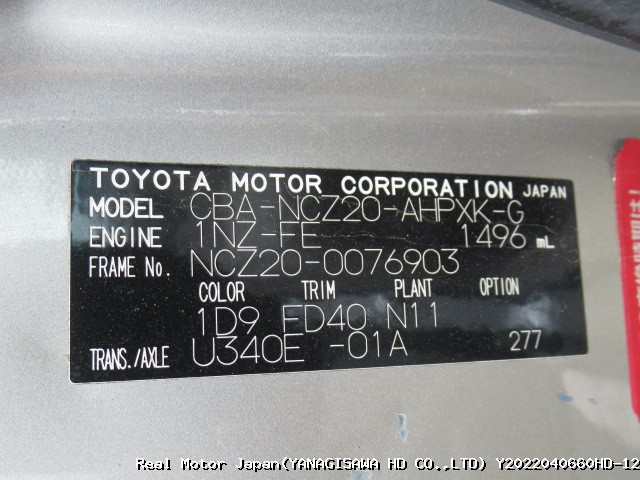 TOYOTA MOTOR CORPORATION JAPAN
MODEL CBA-NCZ20-AHPXK-G
ENGINE 1NZ-FE 1496 mL
FRAME No. NCZ20-0076903
COLOR TRIM PLANT OPTION
1D9 FD40 N11
TRANS./AXLE U340E -01A 277
Real Motor Japan(YANAGISAWA HD CO.,LTD) Y2022040660HD-12